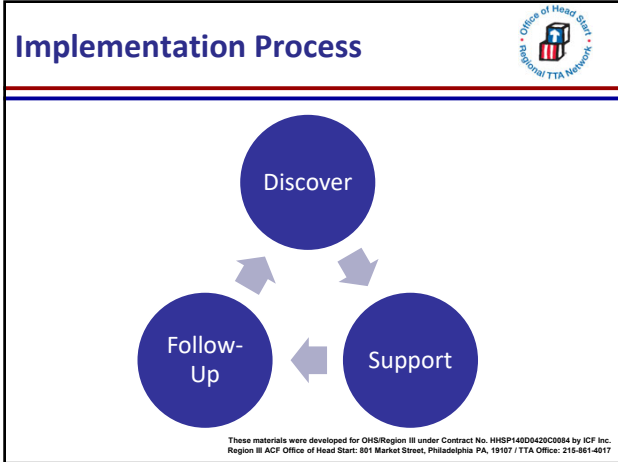 Implementation Process
Office of Head Start
Regional TTA Network
Discover
Follow-
Up
Support
These materials were developed for OHS/Region III under Contract No. HHSP140D0420C0084 by ICF Inc.
Region III ACF Office of Head Start: 801 Market Street, Philadelphia PA, 19107 / TTA Office: 215-861-4017